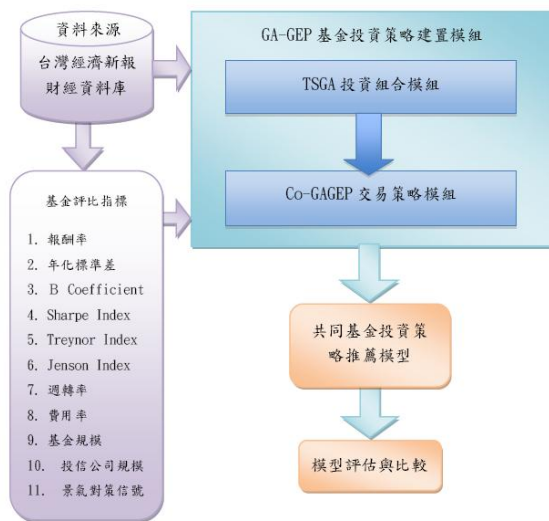 資料來源
台灣經濟新報
財經資料庫
基金評比指標
1. 報酬率
2. 年化標準差
3. B Coefficient
4. Sharpe Index
5. Treynor Index
6. Jenson Index
7. 週轉率
8. 費用率
9. 基金規模
10. 投信公司規模
11. 景氣對策信號
GA-GEP 基金投資策略建置模組
TSGA 投資組合模組
Co-GAGEP 交易策略模組
共同基金投資策
略推薦模型
模型評估與比較